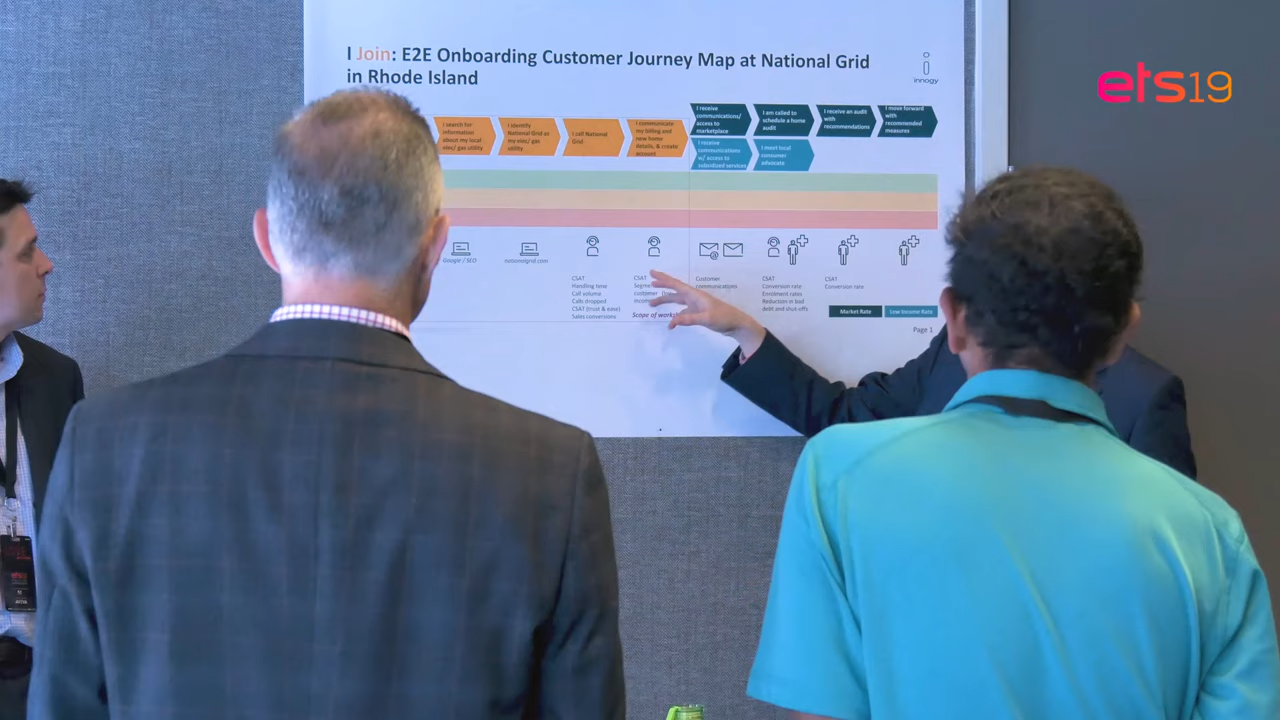 I Join: E2E Onboarding Customer Journey Map at National Grid
in Rhode Island
innogy
ets19
I search for
information
about my local
elec/ gas utility
I identify
National Grid as
my elec/ gas
utility
I call National
Grid
I communicate
my billing and
new home
details, & create
account
I receive
communications/
access to
marketplace
I am called to
schedule a home
audit
I receive an audit
with
recommendations
I move forward
with
recommended
measures
I receive
communications
w/ access to
subsidized services
I meet local
consumer
advocate
Google / SEO
nationalgrid.com
CSAT
Handling time
Call volume
Calls dropped
CSAT (trust & ease)
Sales conversions
CSAT
customer
Scope of
Customer
communications
CSAT
Conversion rate
Enrolment rates
Reduction in bad
debt and shut-offs
CSAT
Conversion rate
Market Rate
Low Income Rate
Page 1
ets19